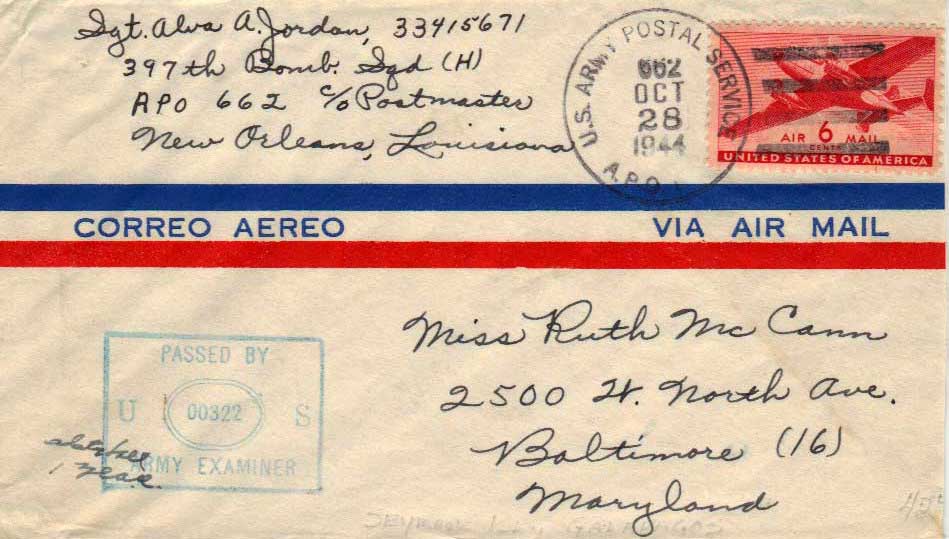 Sgt. Alva A. Jordan, 33415671
397th Bomb. Sqd (H)
APO 662 c/o Postmaster
New Orleans, Louisiana
U.S. ARMY POSTAL SERVICE
662
OCT
28
1944
A.P.O.
AIR 6 MAIL
CENTS
UNITED STATES OF AMERICA
CORREO AEREO VIA AIR MAIL
Miss Ruth McCann
2500 W. North Ave.
Baltimore (16)
Maryland
PASSED BY
U 00322 S
ARMY EXAMINER
GALAPAGOS